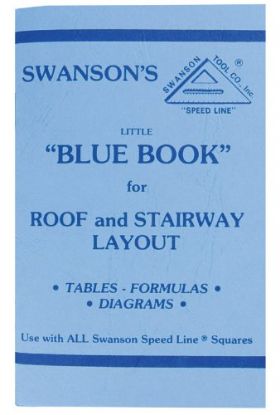 SWANSON'S
SWANSON TOOL CO., Inc. ®
"SPEED LINE"
LITTLE
"BLUE BOOK"
for
ROOF and STAIRWAY
LAYOUT
• TABLES - FORMULAS •
• DIAGRAMS •
Use with ALL Swanson Speed Line ® Squares